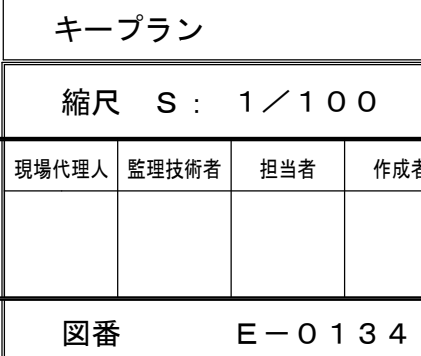 キープラン
縮尺　Ｓ：　１／１００
現場代理人 監理技術者 担当者 作成者
図番　Ｅ－０１３４